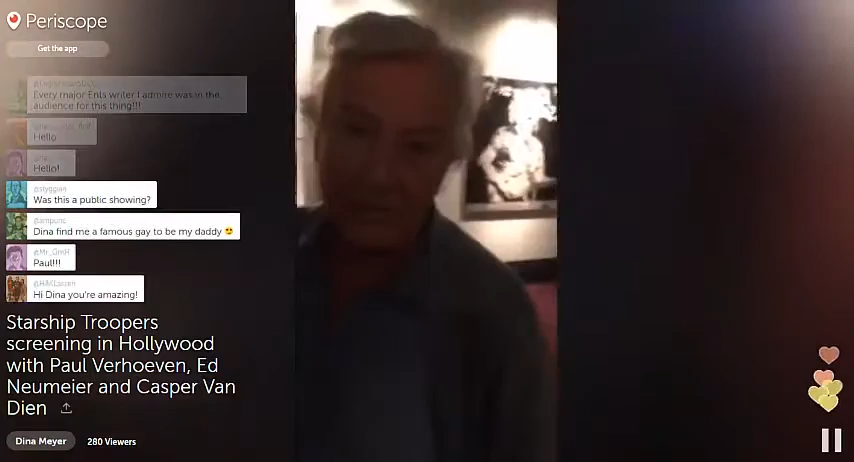 Periscope
Get the app
Every major Ents writer I admire was in the
audience for this thing!!!
Hello
Hello!
@styggian
Was this a public showing?
@ampunc
Dina find me a famous gay to be my daddy 😍
@Mr_GmH
Paul!!!
Hi Dina you're amazing!
Starship Troopers
screening in Hollywood
with Paul Verhoeven, Ed
Neumeier and Casper Van
Dien
Dina Meyer 280 Viewers